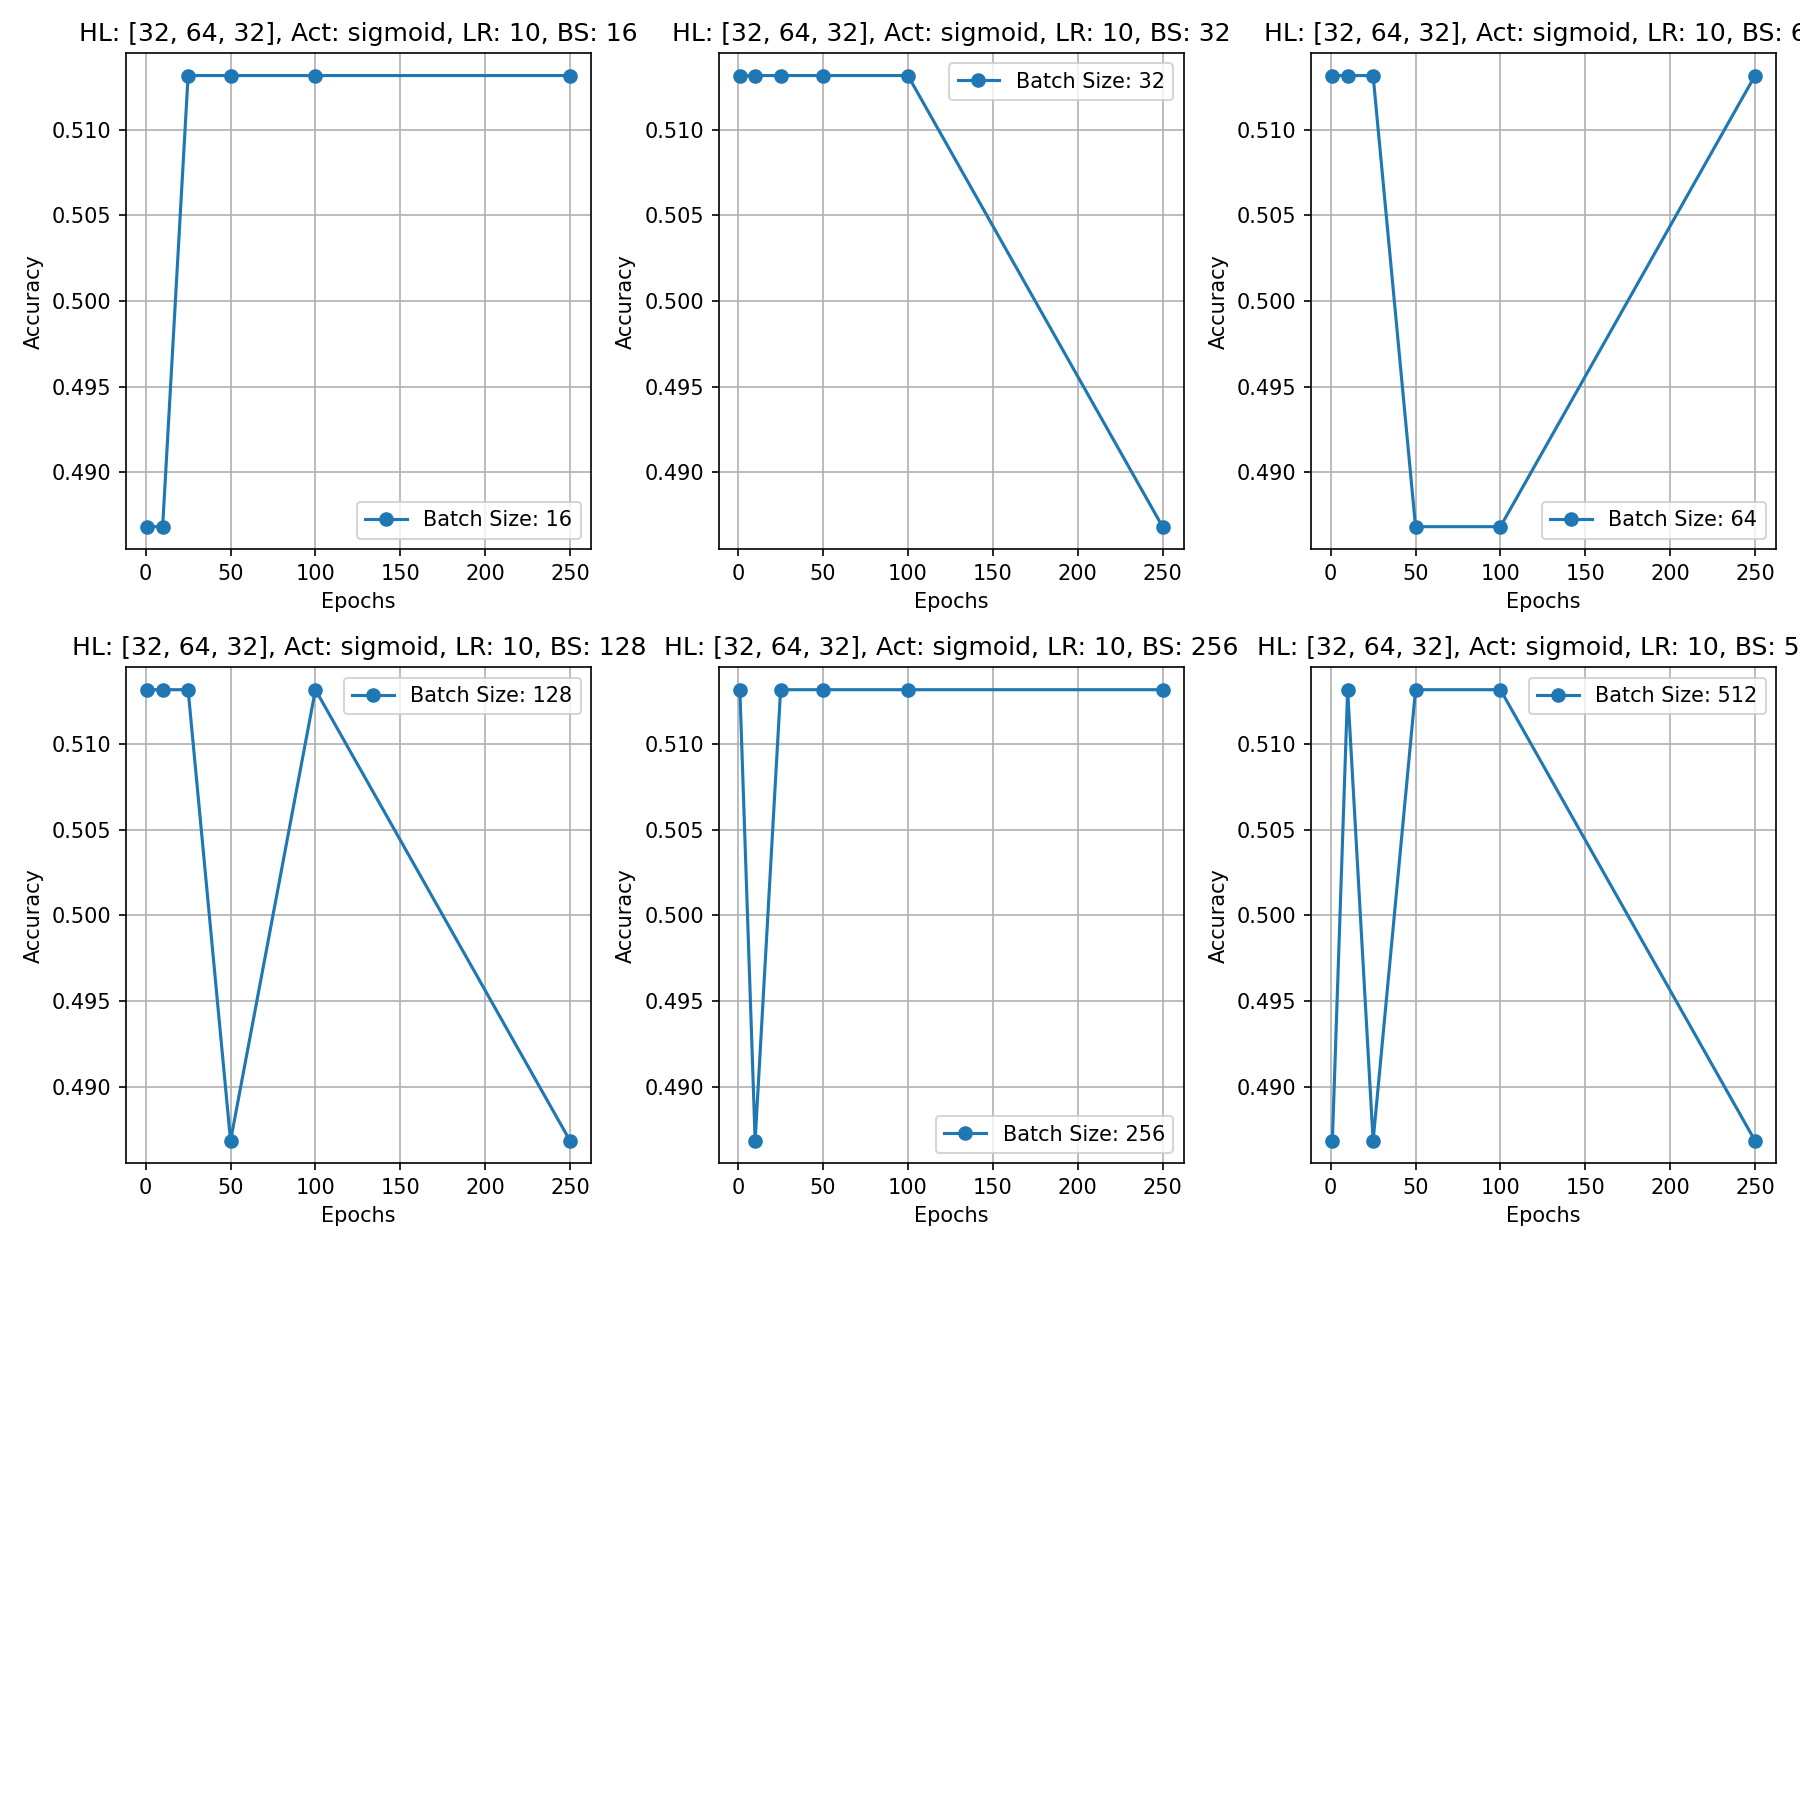 HL: [32, 64, 32], Act: sigmoid, LR: 10, BS: 16
HL: [32, 64, 32], Act: sigmoid, LR: 10, BS: 32
HL: [32, 64, 32], Act: sigmoid, LR: 10, BS: 6
Accuracy
0.510
0.505
0.500
0.495
0.490
Batch Size: 16
0 50 100 150 200 250
Epochs
Accuracy
0.510
0.505
0.500
0.495
0.490
Batch Size: 32
0 50 100 150 200 250
Epochs
Accuracy
0.510
0.505
0.500
0.495
0.490
Batch Size: 64
0 50 100 150 200 250
Epochs
HL: [32, 64, 32], Act: sigmoid, LR: 10, BS: 128
HL: [32, 64, 32], Act: sigmoid, LR: 10, BS: 256
HL: [32, 64, 32], Act: sigmoid, LR: 10, BS: 5
Accuracy
0.510
0.505
0.500
0.495
0.490
Batch Size: 128
0 50 100 150 200 250
Epochs
Accuracy
0.510
0.505
0.500
0.495
0.490
Batch Size: 256
0 50 100 150 200 250
Epochs
Accuracy
0.510
0.505
0.500
0.495
0.490
Batch Size: 512
0 50 100 150 200 250
Epochs